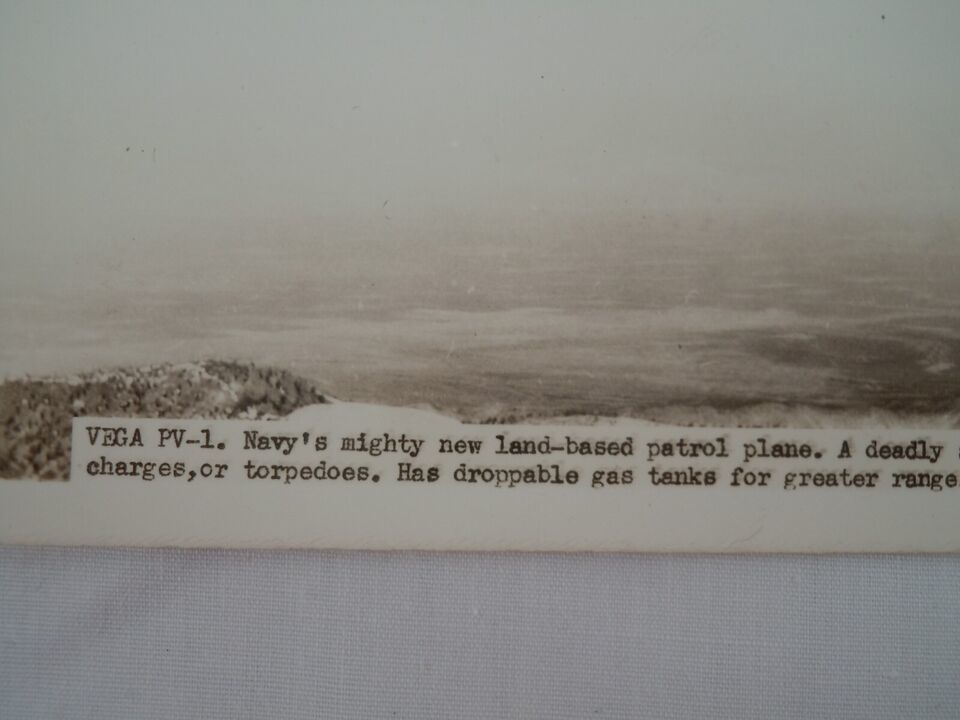 VEGA PV-1. Navy's mighty new land-based patrol plane. A deadly
charges,or torpedoes. Has droppable gas tanks for greater range